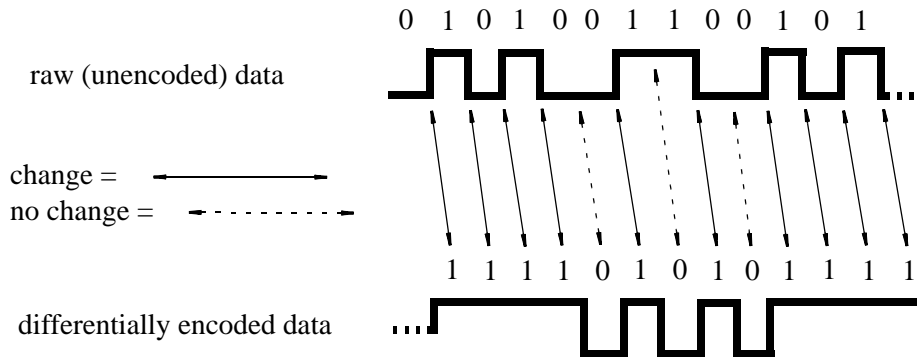 0 1 0 1 0 0 1 1 0 0 1 0 1
raw (unencoded) data
change =
no change =
1 1 1 1 0 1 0 1 0 1 1 1 1
differentially encoded data